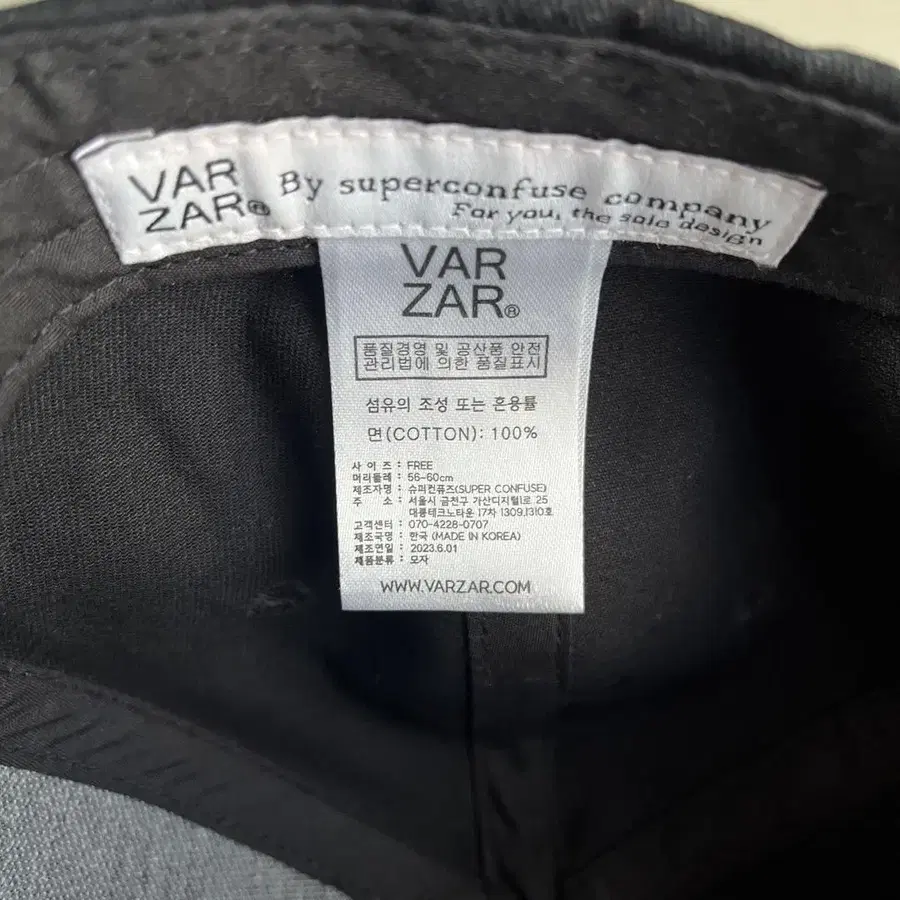 VAR
ZAR®
By superconfuse company
For you, the sole design
VAR
ZAR®
품질경영 및 공산품 안전
관리법에 의한 품질표시
섬유의 조성 또는 혼용률
면(COTTON): 100%
사 이 즈 : FREE
머리둘레 : 56-60cm
제조자명 : 슈퍼컨퓨즈(SUPER CONFUSE)
주 소 : 서울시 금천구 가산디지털1로 25
대륭테크노타운 17차 1309,1310호
고객센터 : 070-4228-0707
제조국명 : 한국 (MADE IN KOREA)
제조연일 : 2023.6.01
제품분류 : 모자
WWW.VARZAR.COM